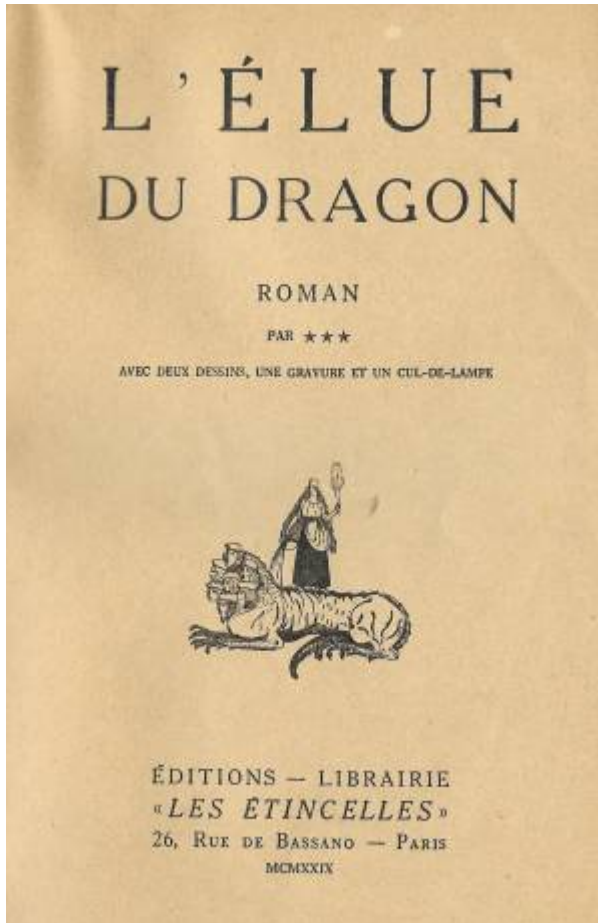 L'ÉLUE
DU DRAGON
ROMAN
PAR ★★★
AVEC DEUX DESSINS, UNE GRAVURE ET UN CUL-DE-LAMPE
ÉDITIONS — LIBRAIRIE
« LES ÉTINCELLES »
26, RUE DE BASSANO — PARIS
MCMXXIX